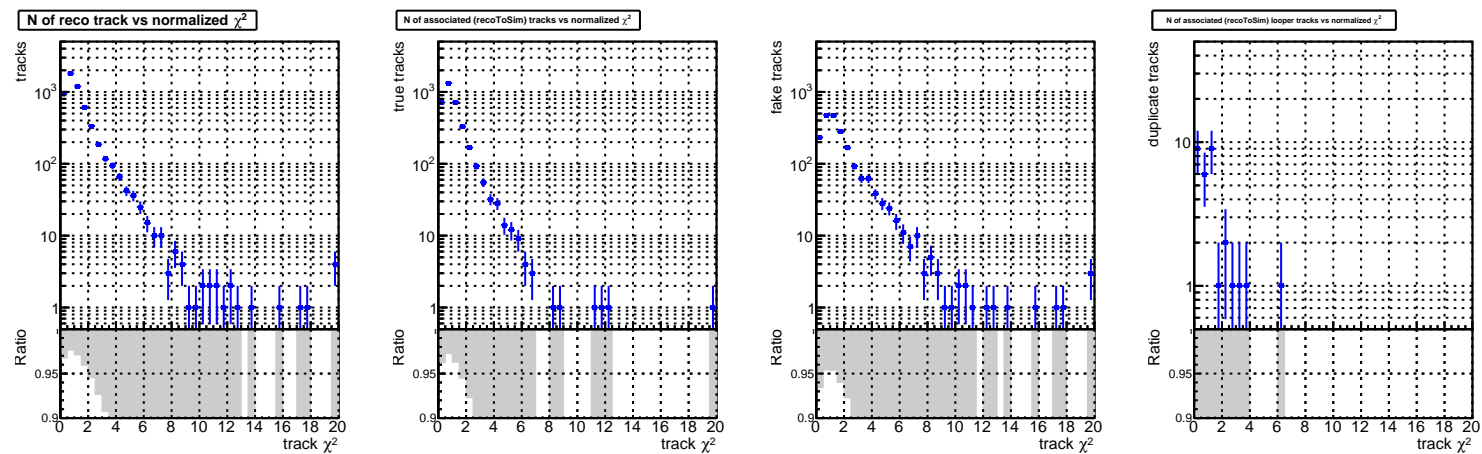 N of reco track vs normalized χ²
tracks
10³
10²
10
1
Ratio
0.95
0.9
0 2 4 6 8 10 12 14 16 18 20
track χ²
N of associated (recoToSim) tracks vs normalized χ²
true tracks
10³
10²
10
1
Ratio
0.95
0.9
0 2 4 6 8 10 12 14 16 18 20
track χ²
fake tracks
10³
10²
10
1
Ratio
0.95
0.9
0 2 4 6 8 10 12 14 16 18 20
track χ²
N of associated (recoToSim) looper tracks vs normalized χ²
duplicate tracks
10
1
Ratio
0.95
0.9
0 2 4 6 8 10 12 14 16 18 20
track χ²